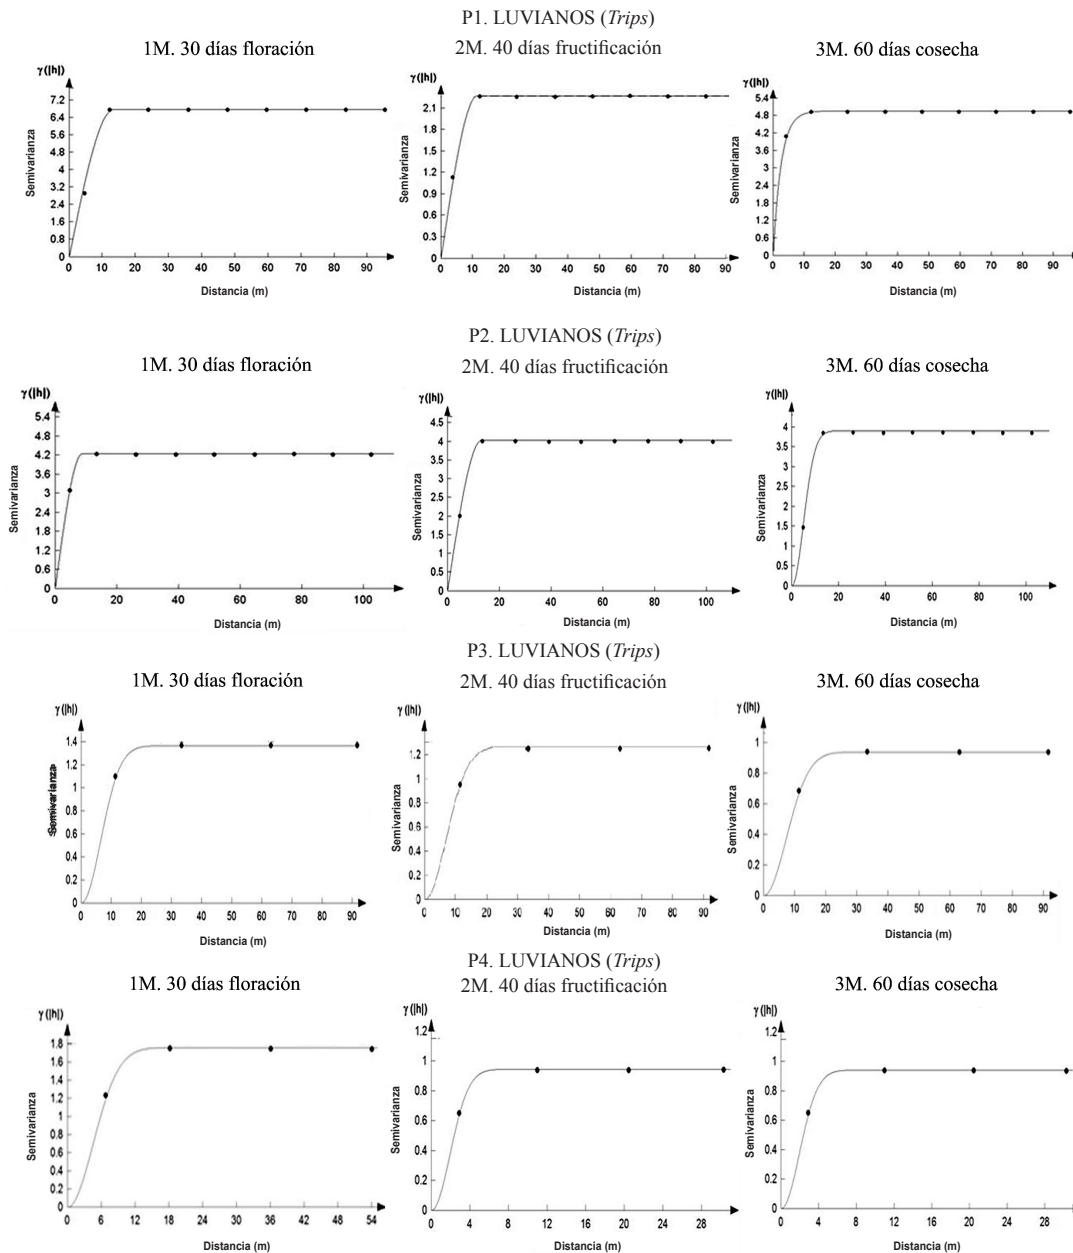 P1. LUVIANOS (Trips)
1M. 30 días floración
2M. 40 días fructificación
3M. 60 días cosecha
γ(|h|)
7.2
6.4
5.6
4.8
4
3.2
2.4
1.6
0.8
0
Semivarianza
0 10 20 30 40 50 60 70 80 90
Distancia (m)
γ(|h|)
2.1
1.8
1.5
1.2
0.9
0.6
0.3
0
Semivarianza
0 10 20 30 40 50 60 70 80 90
Distancia (m)
γ(|h|)
5.4
4.8
4.2
3.6
3
2.4
1.8
1.2
0.6
0
Semivarianza
0 10 20 30 40 50 60 70 80 90
Distancia (m)
P2. LUVIANOS (Trips)
1M. 30 días floración
2M. 40 días fructificación
3M. 60 días cosecha
γ(|h|)
5.4
4.8
4.2
3.6
3
2.4
1.8
1.2
0.6
0
Semivarianza
0 20 40 60 80 100
Distancia (m)
γ(|h|)
4.5
4
3.5
3
2.5
2
1.5
1
0.5
0
Semivarianza
0 20 40 60 80 100
Distancia (m)
γ(|h|)
4
3.5
3
2.5
2
1.5
1
0.5
0
Semivarianza
0 20 40 60 80 100
Distancia (m)
P3. LUVIANOS (Trips)
1M. 30 días floración
2M. 40 días fructificación
3M. 60 días cosecha
γ(|h|)
1.4
1.2
1
0.8
0.6
0.4
0.2
0
Semivarianza
0 10 20 30 40 50 60 70 80 90
Distancia (m)
γ(|h|)
1.2
1
0.8
0.6
0.4
0.2
0
Semivarianza
0 10 20 30 40 50 60 70 80 90
Distancia (m)
γ(|h|)
1
0.8
0.6
0.4
0.2
0
Semivarianza
0 10 20 30 40 50 60 70 80 90
Distancia (m)
P4. LUVIANOS (Trips)
1M. 30 días floración
2M. 40 días fructificación
3M. 60 días cosecha
γ(|h|)
1.8
1.6
1.4
1.2
1
0.8
0.6
0.4
0.2
0
Semivarianza
0 6 12 18 24 30 36 42 48 54
Distancia (m)
γ(|h|)
1.2
1
0.8
0.6
0.4
0.2
0
Semivarianza
0 4 8 12 16 20 24 28
Distancia (m)
γ(|h|)
1.2
1
0.8
0.6
0.4
0.2
0
Semivarianza
0 4 8 12 16 20 24 28
Distancia (m)